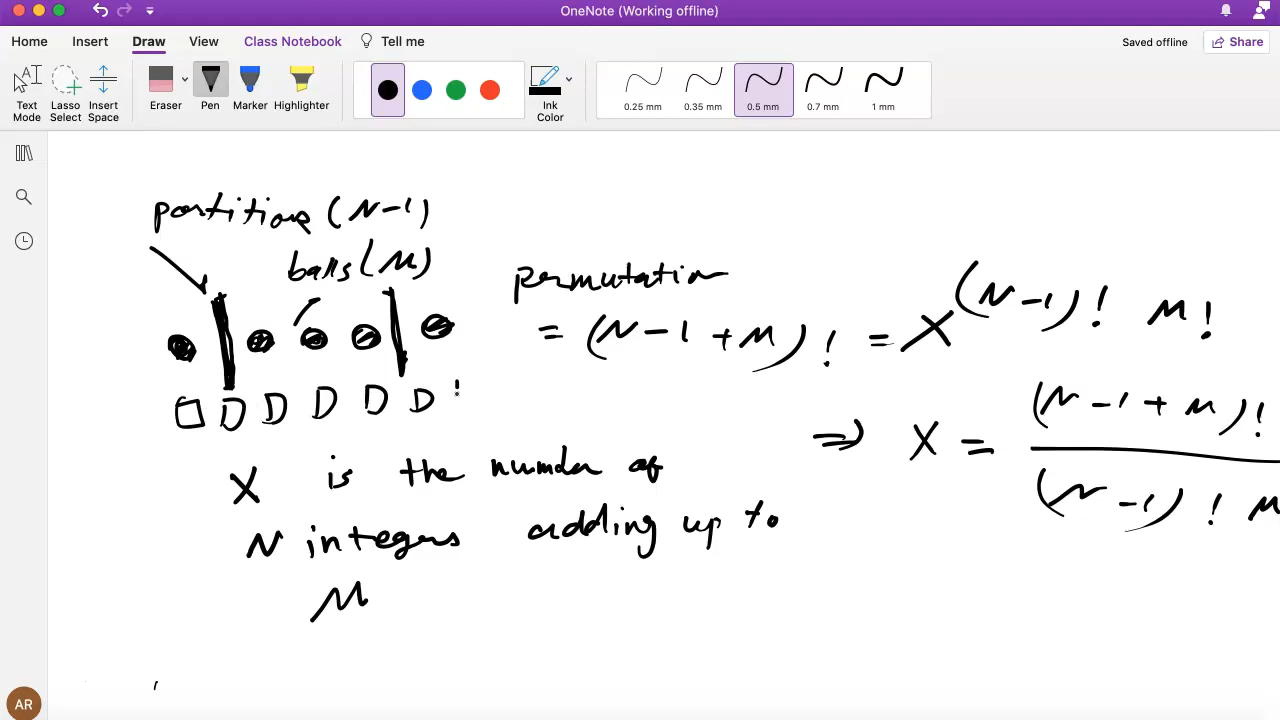 OneNote (Working offline)
Home Insert Draw View Class Notebook Tell me
Saved offline Share
Text Mode Lasso Select Insert Space Eraser Pen Marker Highlighter Ink Color 0.25 mm 0.35 mm 0.5 mm 0.7 mm 1 mm
partitions (N-1)
balls (M)
permutation
= (N-1+M)! = X (N-1)! M!
⇒ X = (N-1+M)!
(N-1)! M
X is the number of
N integers adding up to
M
AR